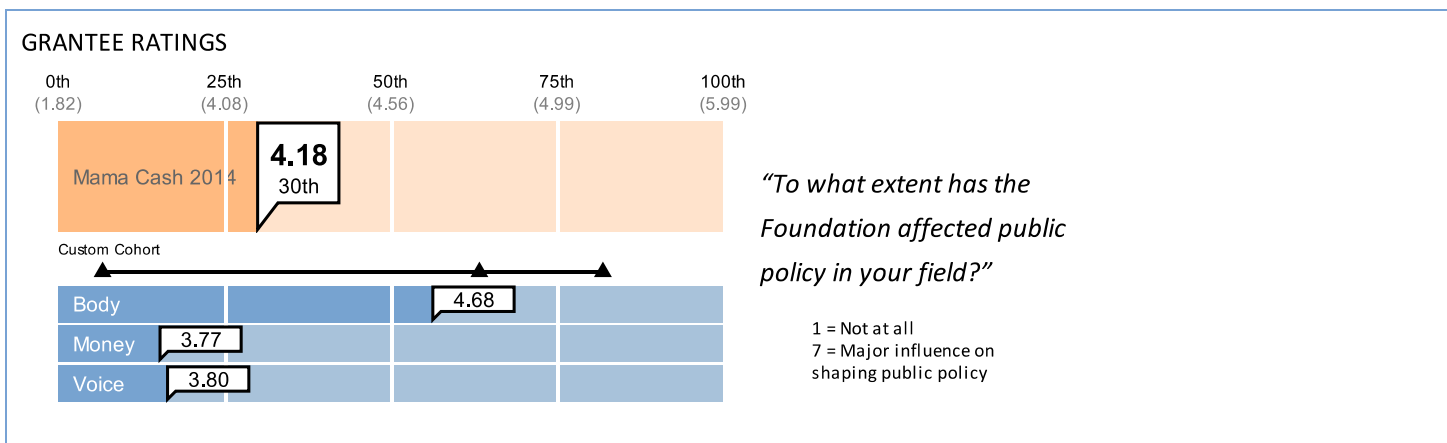 GRANTEE RATINGS
0th 25th 50th 75th 100th
(1.82) (4.08) (4.56) (4.99) (5.99)
Mama Cash 2014
4.18
30th
Custom Cohort
Body 4.68
Money 3.77
Voice 3.80
“To what extent has the
Foundation affected public
policy in your field?”
1 = Not at all
7 = Major influence on
shaping public policy